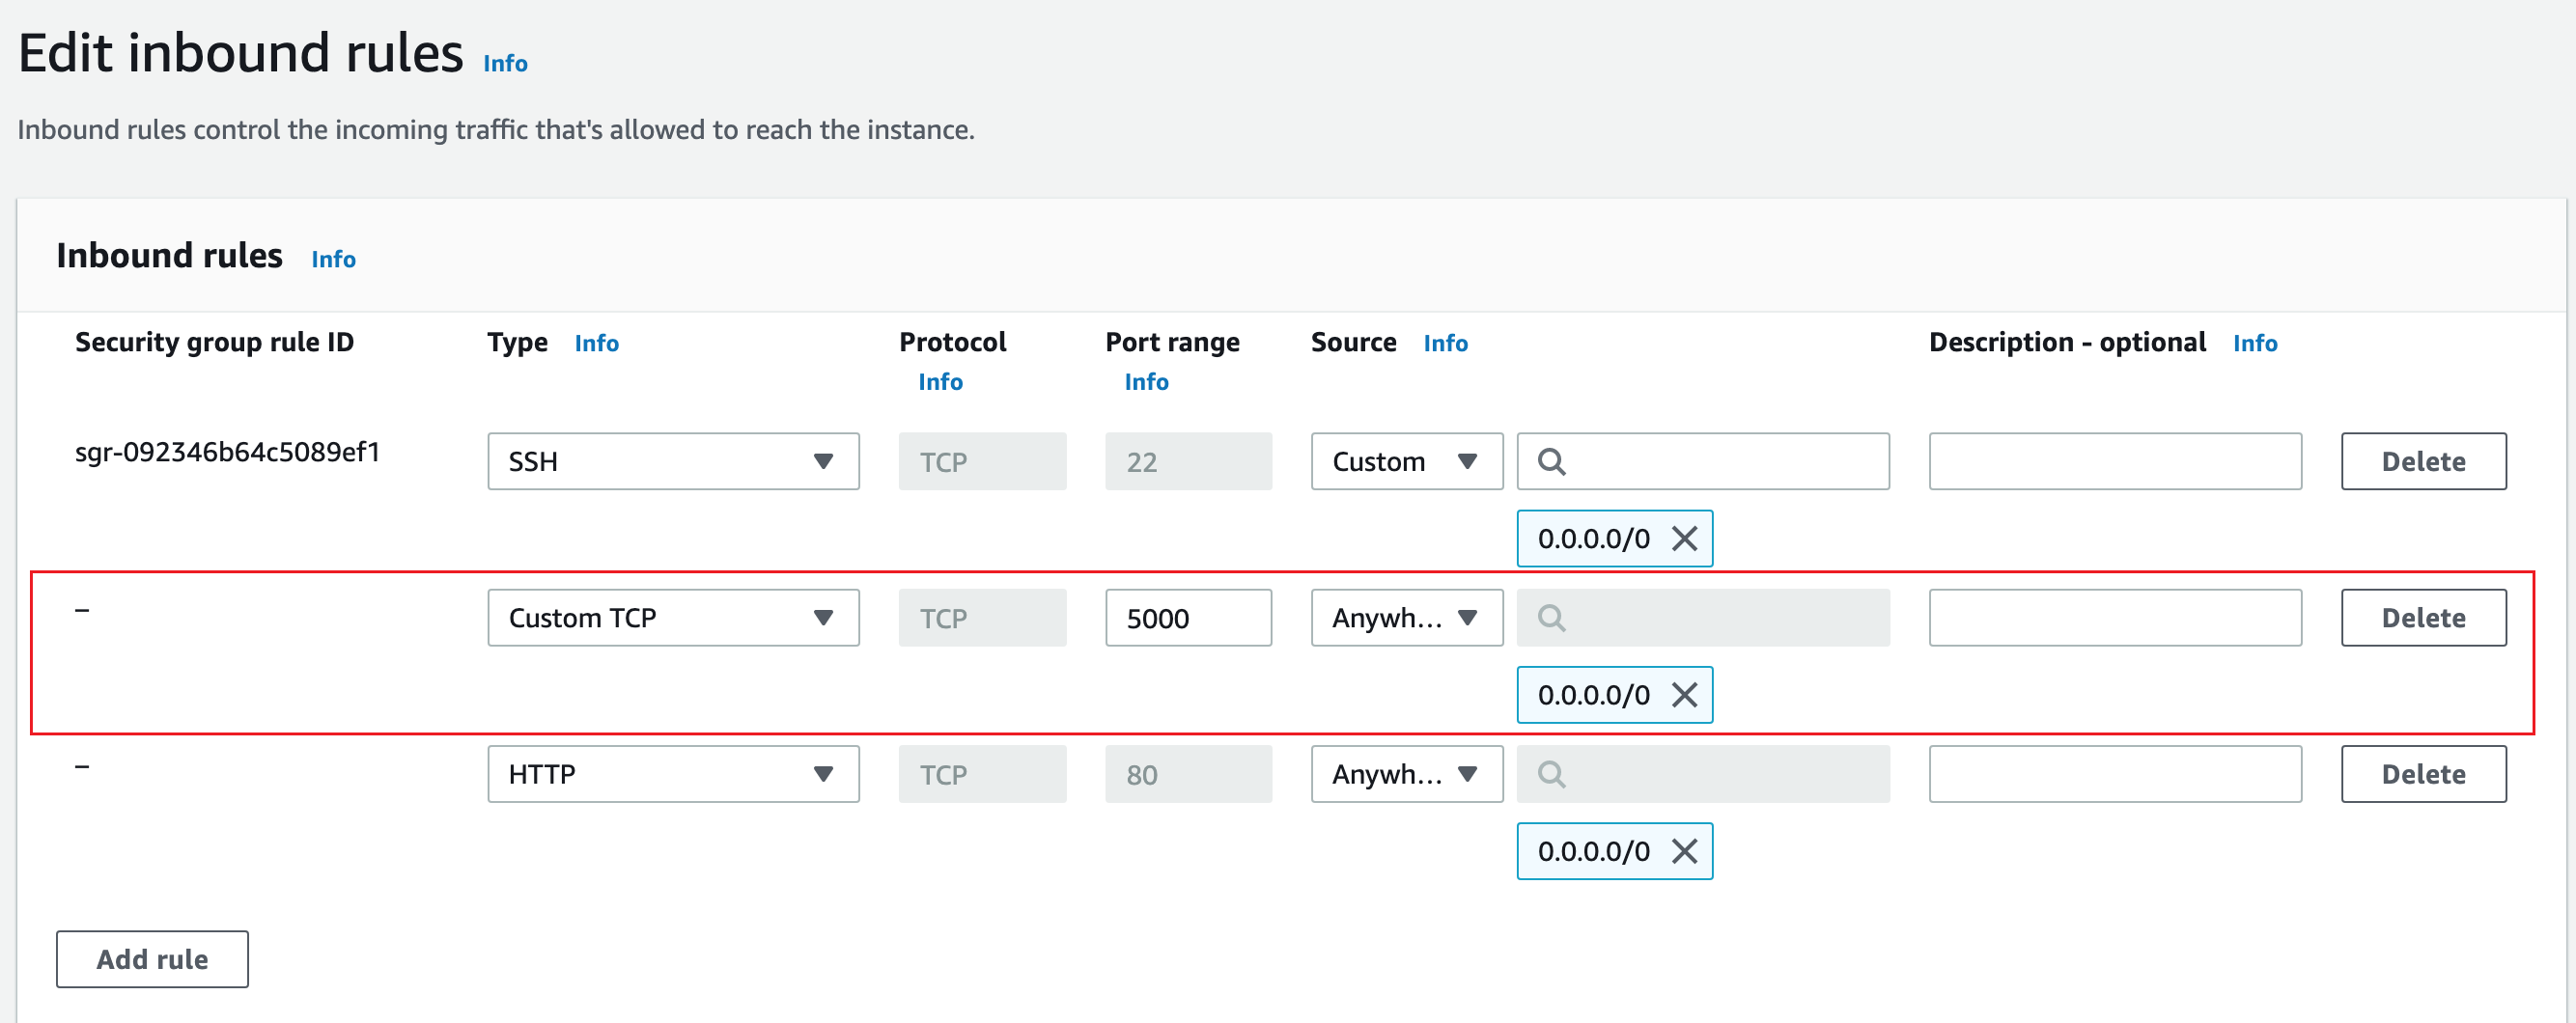 Edit inbound rules Info
Inbound rules control the incoming traffic that's allowed to reach the instance.
Inbound rules Info
Security group rule ID Type Info Protocol Info Port range Info Source Info Description - optional Info
sgr-092346b64c5089ef1 SSH TCP 22 Custom Delete
0.0.0.0/0
– Custom TCP TCP 5000 Anywh... Delete
0.0.0.0/0
– HTTP TCP 80 Anywh... Delete
0.0.0.0/0
Add rule